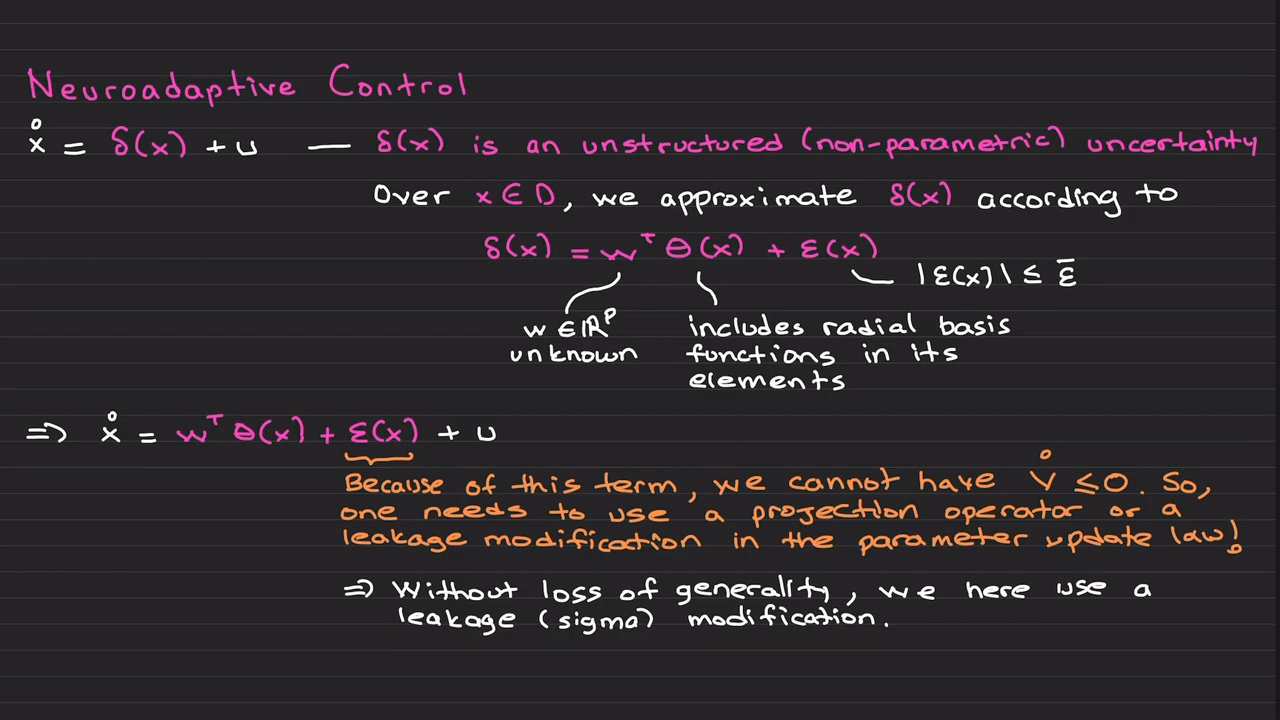 Neuroadaptive Control
ẋ = δ(x) + u — δ(x) is an unstructured (non-parametric) uncertainty
Over x ∈ D, we approximate δ(x) according to
δ(x) = wᵀ θ(x) + ε(x)
|ε(x)| ≤ ε̅
w ∈ ℝᵖ
unknown
includes radial basis
functions in its
elements
⇒ ẋ = wᵀ θ(x) + ε(x) + u
Because of this term, we cannot have V̇ ≤ 0. So,
one needs to use a projection operator or a
leakage modification in the parameter update law!
⇒ Without loss of generality, we here use a
leakage (sigma) modification.